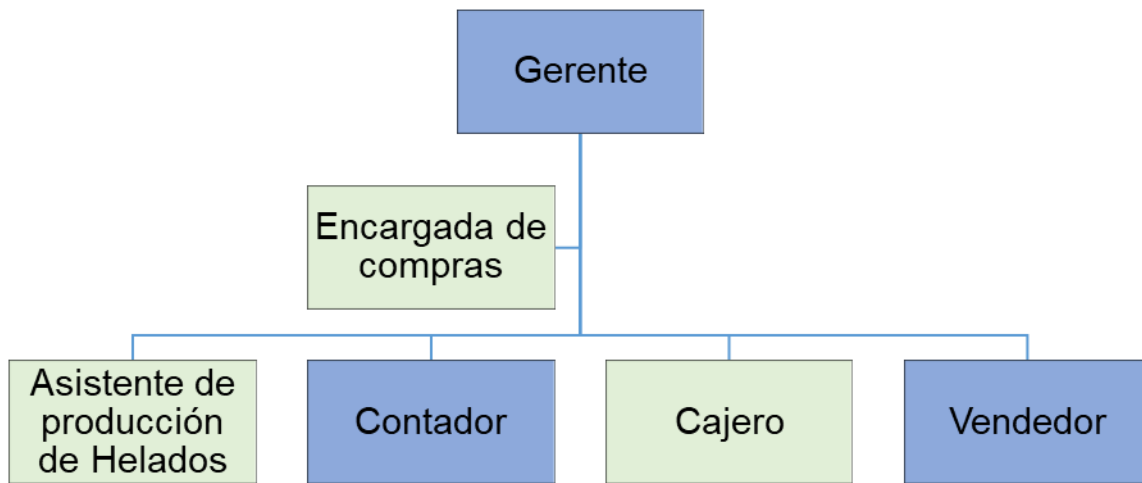 Gerente
Encargada de
compras
Asistente de
producción
de Helados
Contador
Cajero
Vendedor